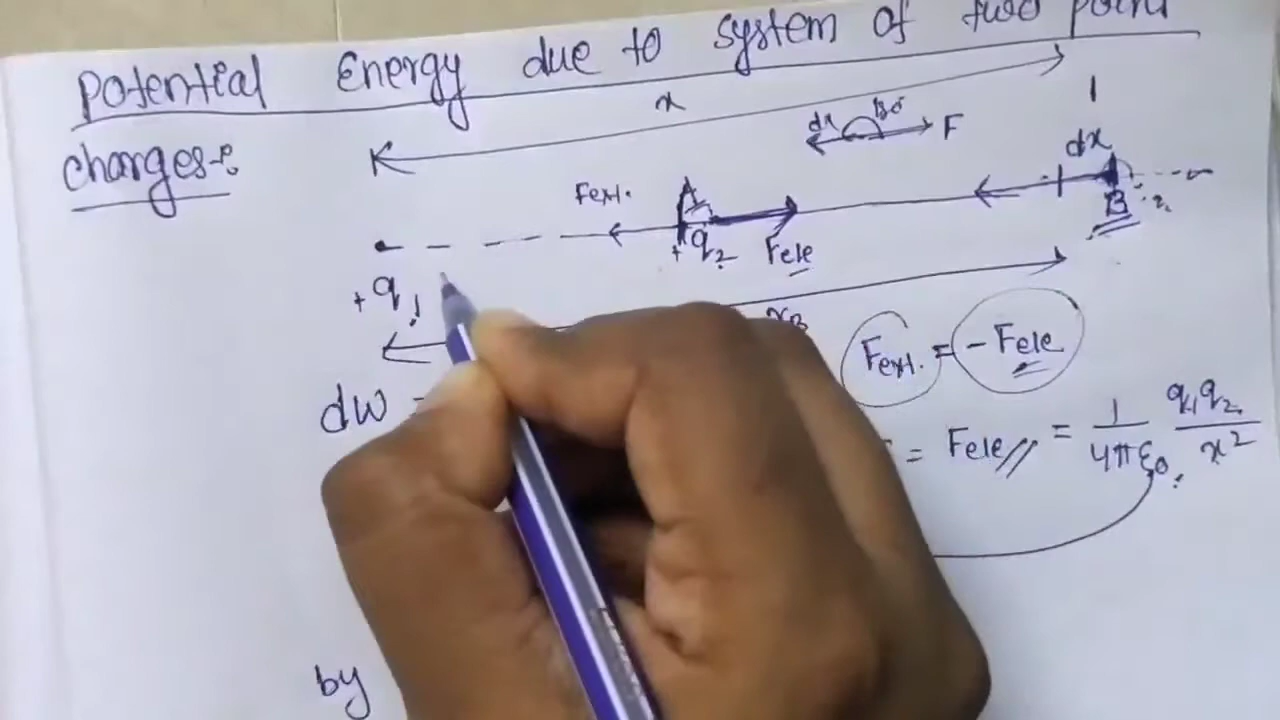 Potential Energy due to system of two point
charges :-
x
dx 180° F
dx
Fext.
A
B
+ q₂ Fele
+ q₁
xB
Fext. = - Fele
dw =
= Fele // = 1/4πε₀ q₁q₂/x²
by